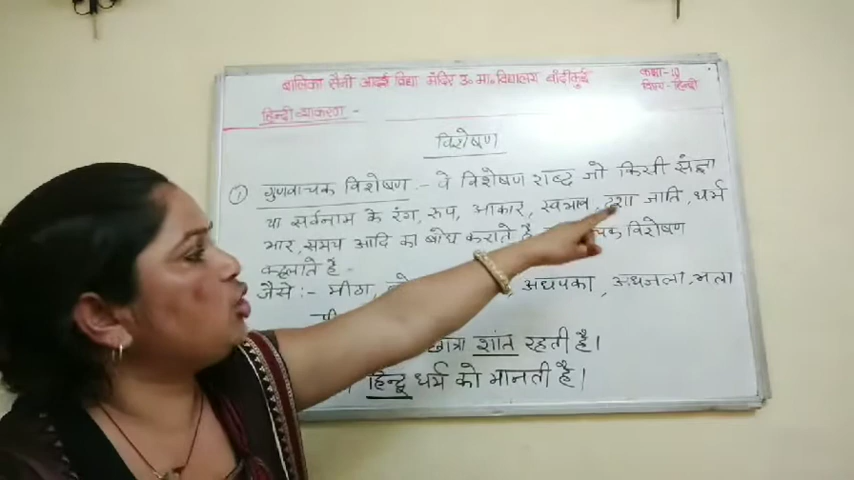 बालिका सैनी आदर्श विद्या मंदिर उ॰ मा॰ विद्यालय बाँदीकुई
कक्षा-10
विषय-हिन्दी
हिन्दी व्याकरण -
विशेषण
① गुणवाचक विशेषण :- वे विशेषण शब्द जो किसी संज्ञा
या सर्वनाम के रंग, रुप, आकार, स्वभाव, दशा जाति, धर्म
भार, समय आदि का बोध कराते है विशेषण
कहलाते है -
जैसे :- मीठा, अधपका, अधजला, भला
छात्रा शांत रहती है।
हिन्दू धर्म को मानती है।